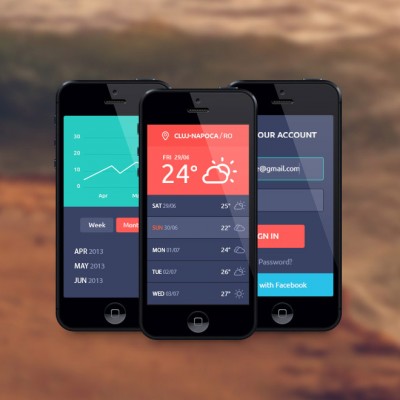 30
20
10
0
Apr
Week
APR 2013
MAY 2013
JUN 2013
CLUJ-NAPOCA / RO
FRI 29/06
24°
SAT 29/06 25°
SUN 30/06 22°
MON 01/07 24°
TUE 02/07 26°
WED 03/07 27°
OUR ACCOUNT
@gmail.com
GN IN
Password?
with Facebook